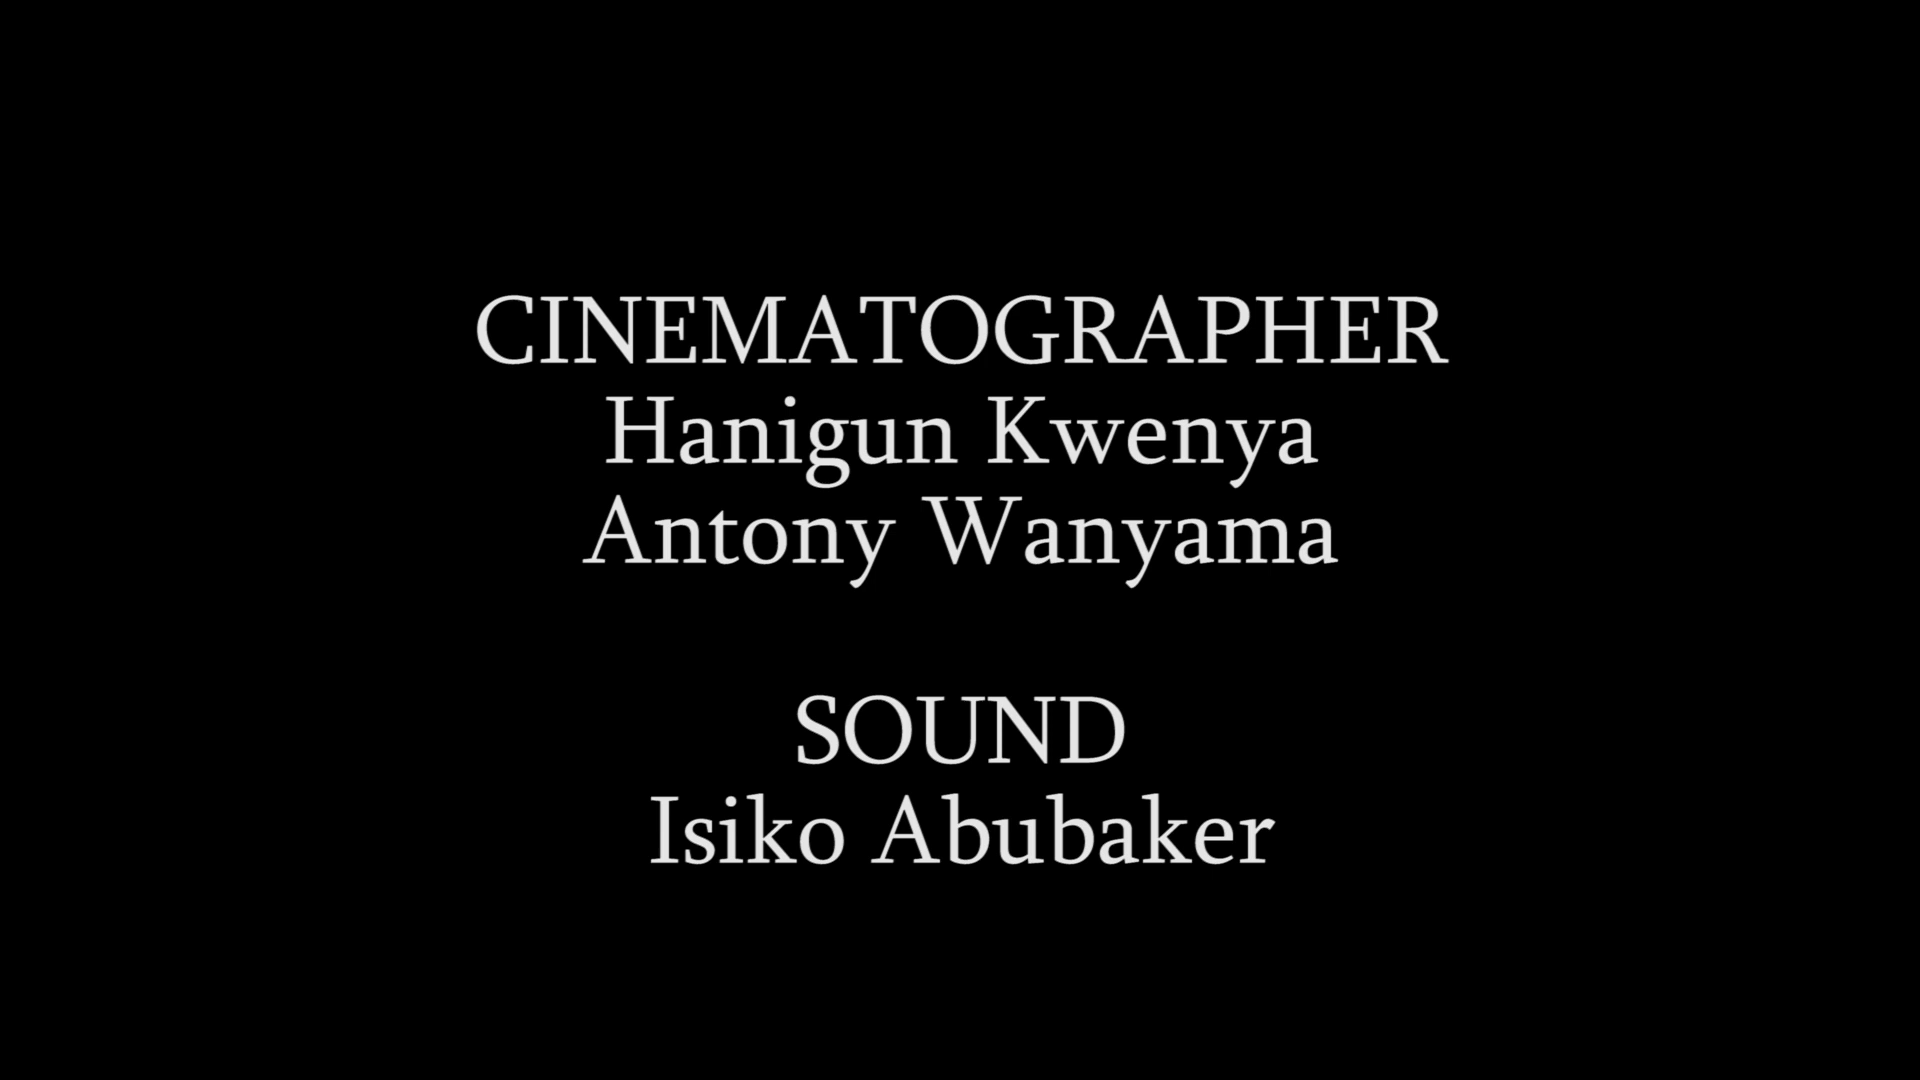 CINEMATOGRAPHER
Hanigun Kwenya
Antony Wanyama
SOUND
Isiko Abubaker